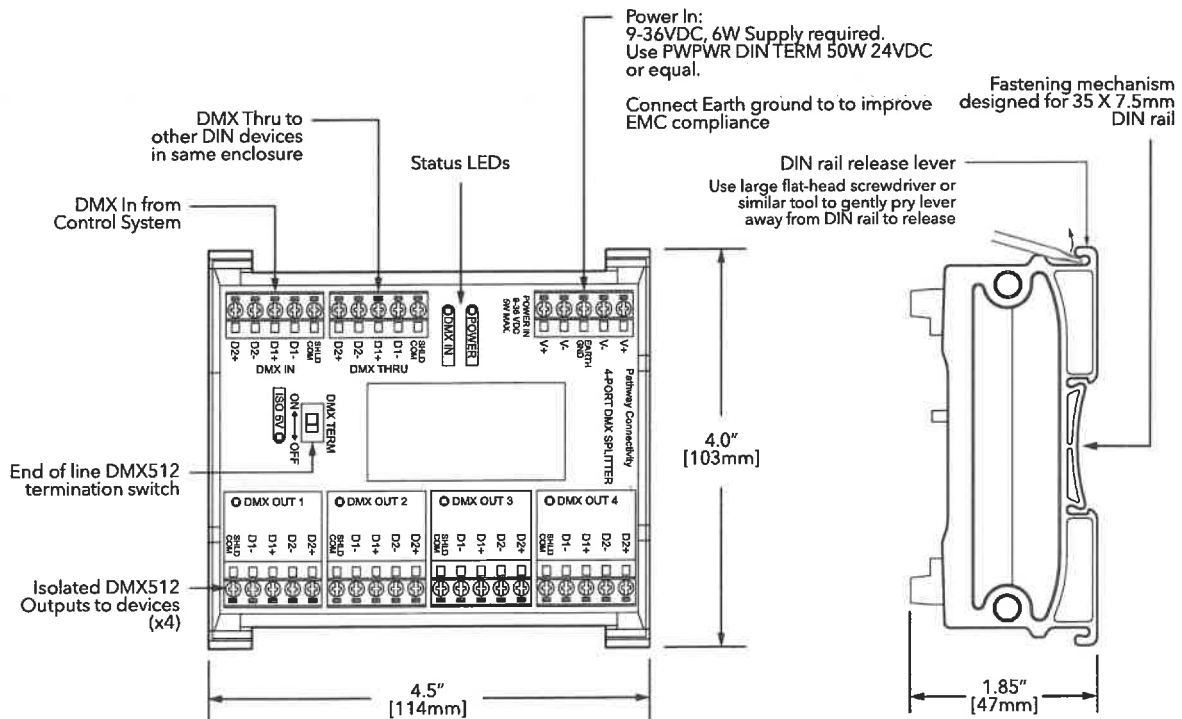 Power In:
9-36VDC, 6W Supply required.
Use PWPWR DIN TERM 50W 24VDC
or equal.
Connect Earth ground to to improve
EMC compliance
Fastening mechanism
designed for 35 X 7.5mm
DIN rail
DMX Thru to
other DIN devices
in same enclosure
Status LEDs
DIN rail release lever
Use large flat-head screwdriver or
similar tool to gently pry lever
away from DIN rail to release
DMX In from
Control System
D2+
D2-
D1+
D1-
SHLD
COM
DMX IN
D2+
D2-
D1+
D1-
SHLD
COM
DMX THRU
DMX IN
POWER
POWER IN
9-36 VDC
5W MAX.
V+
V-
EARTH
GND
V-
V+
Pathway Connectivity
4-PORT DMX SPLITTER
ISO 5V
ON
OFF
DMX TERM
End of line DMX512
termination switch
4.0"
[103mm]
DMX OUT 1
SHLD
COM
D1-
D1+
D2-
D2+
DMX OUT 2
SHLD
COM
D1-
D1+
D2-
D2+
DMX OUT 3
SHLD
COM
D1-
D1+
D2-
D2+
DMX OUT 4
SHLD
COM
D1-
D1+
D2-
D2+
Isolated DMX512
Outputs to devices
(x4)
4.5"
[114mm]
1.85"
[47mm]